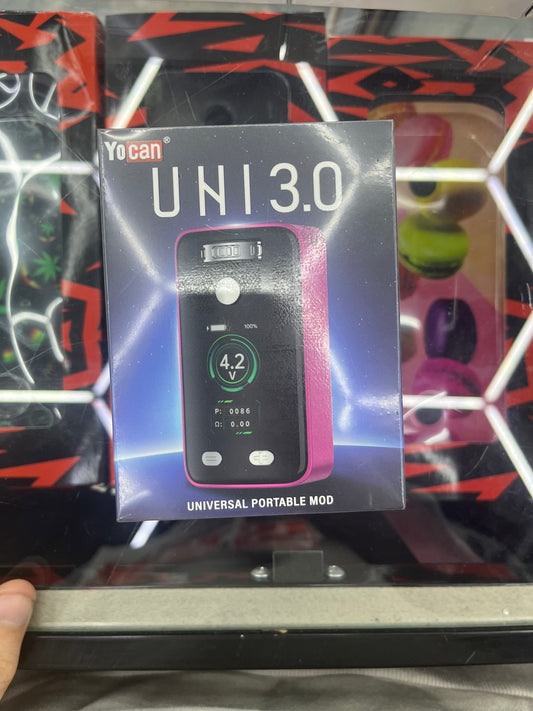 Yocan®
UNI 3.0
100%
4.2
V
P: 0086
Ω: 0.00
UNIVERSAL PORTABLE MOD